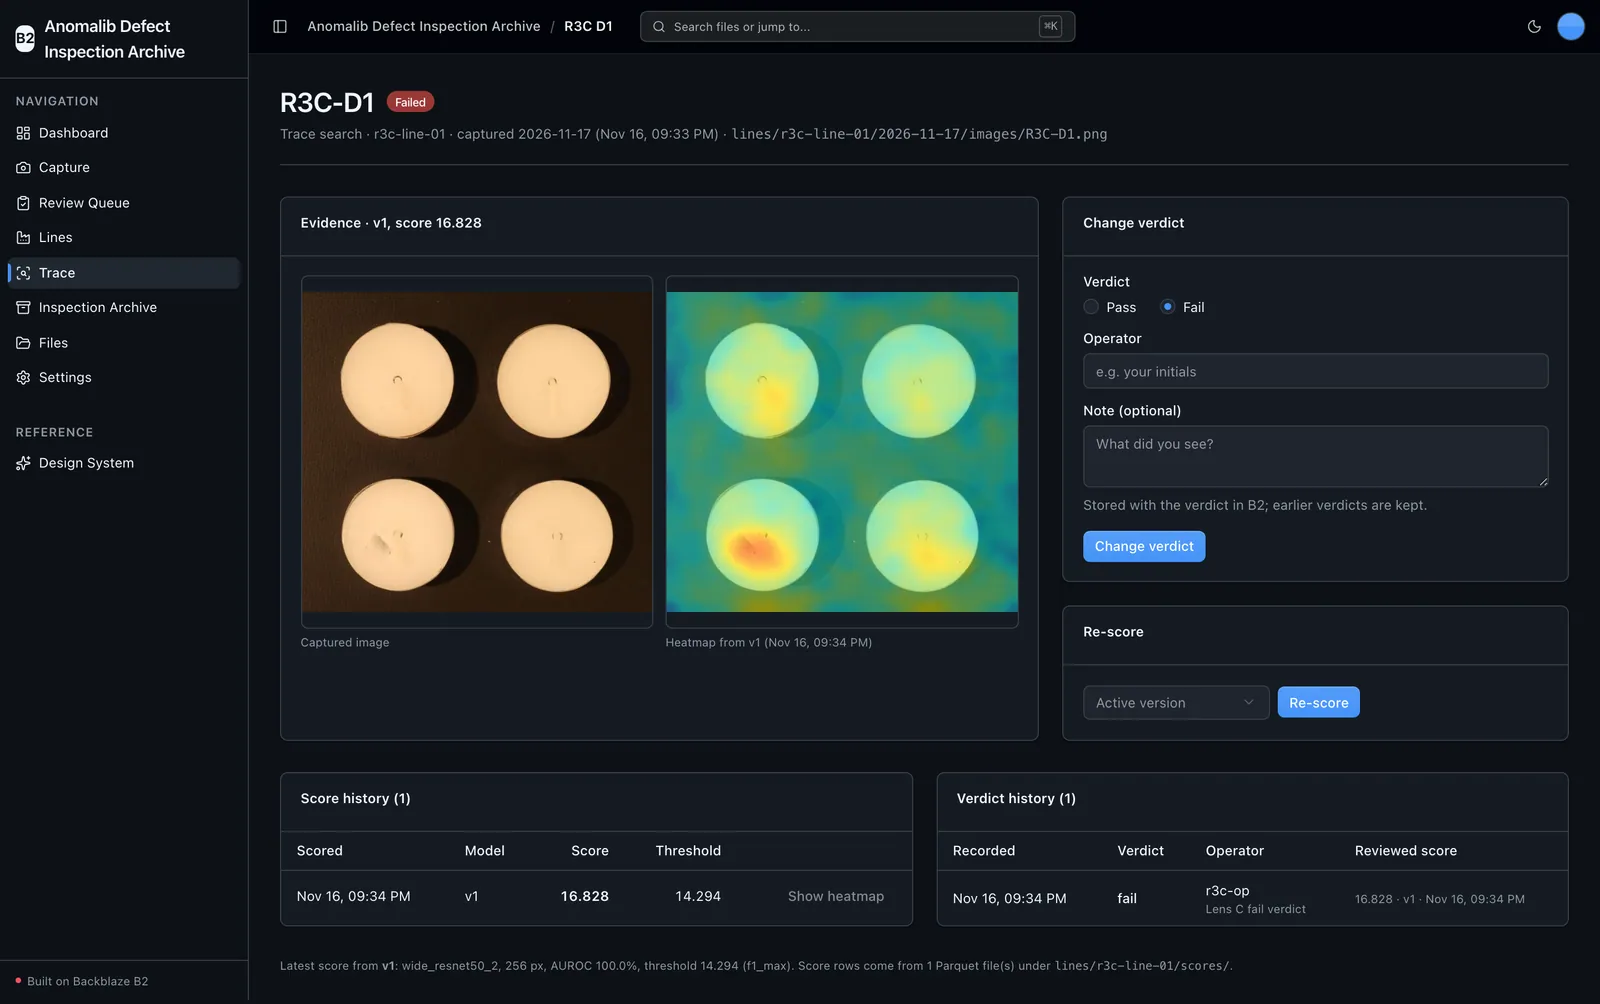 B2
Anomalib Defect
Inspection Archive
Anomalib Defect Inspection Archive / R3C D1
Search files or jump to...
⌘K
NAVIGATION
Dashboard
Capture
Review Queue
Lines
Trace
Inspection Archive
Files
Settings
REFERENCE
Design System
Built on Backblaze B2
R3C-D1 Failed
Trace search · r3c-line-01 · captured 2026-11-17 (Nov 16, 09:33 PM) · lines/r3c-line-01/2026-11-17/images/R3C-D1.png
Evidence · v1, score 16.828
Captured image
Heatmap from v1 (Nov 16, 09:34 PM)
Change verdict
Verdict
Pass Fail
Operator
e.g. your initials
Note (optional)
What did you see?
Stored with the verdict in B2; earlier verdicts are kept.
Change verdict
Re-score
Active version Re-score
Score history (1)
Scored Model Score Threshold
Nov 16, 09:34 PM v1 16.828 14.294 Show heatmap
Verdict history (1)
Recorded Verdict Operator Reviewed score
Nov 16, 09:34 PM fail r3c-op 16.828 · v1 · Nov 16, 09:34 PM
Lens C fail verdict
Latest score from v1: wide_resnet50_2, 256 px, AUROC 100.0%, threshold 14.294 (f1_max). Score rows come from 1 Parquet file(s) under lines/r3c-line-01/scores/.